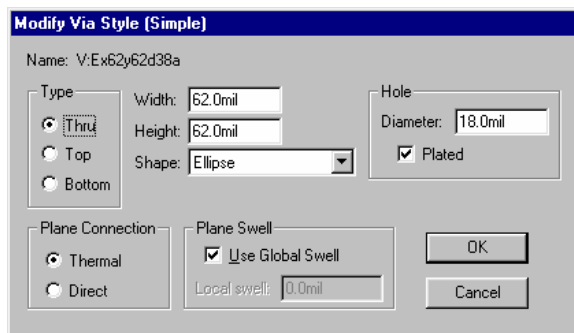 Modify Via Style (Simple)
Name: V:Ex62y62d38a
Type
Thru
Top
Bottom
Width: 62.0mil
Height: 62.0mil
Shape: Ellipse
Hole
Diameter: 18.0mil
Plated
Plane Connection
Thermal
Direct
Plane Swell
Use Global Swell
Local swell: 0.0mil
OK
Cancel